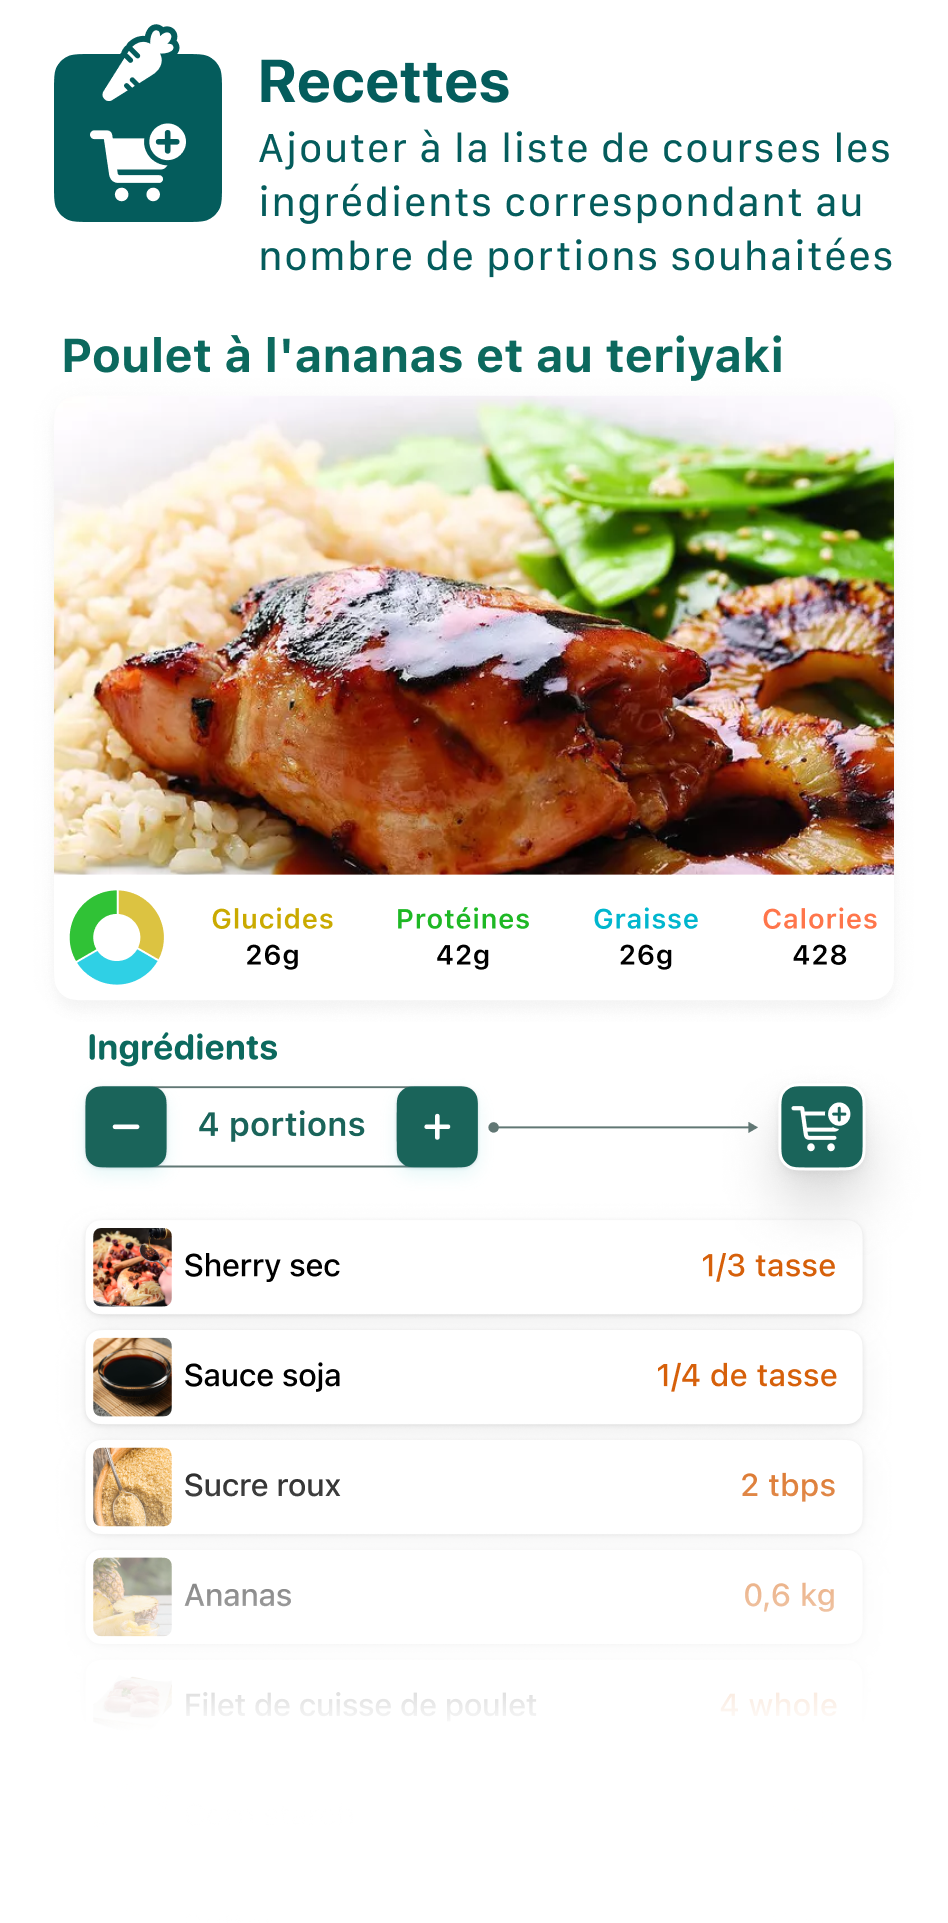 Recettes
Ajouter à la liste de courses les
ingrédients correspondant au
nombre de portions souhaitées
Poulet à l'ananas et au teriyaki
Glucides Protéines Graisse Calories
26g 42g 26g 428
Ingrédients
4 portions
Sherry sec 1/3 tasse
Sauce soja 1/4 de tasse
Sucre roux 2 tbps
Ananas 0,6 kg
Filet de cuisse de poulet 4 whole